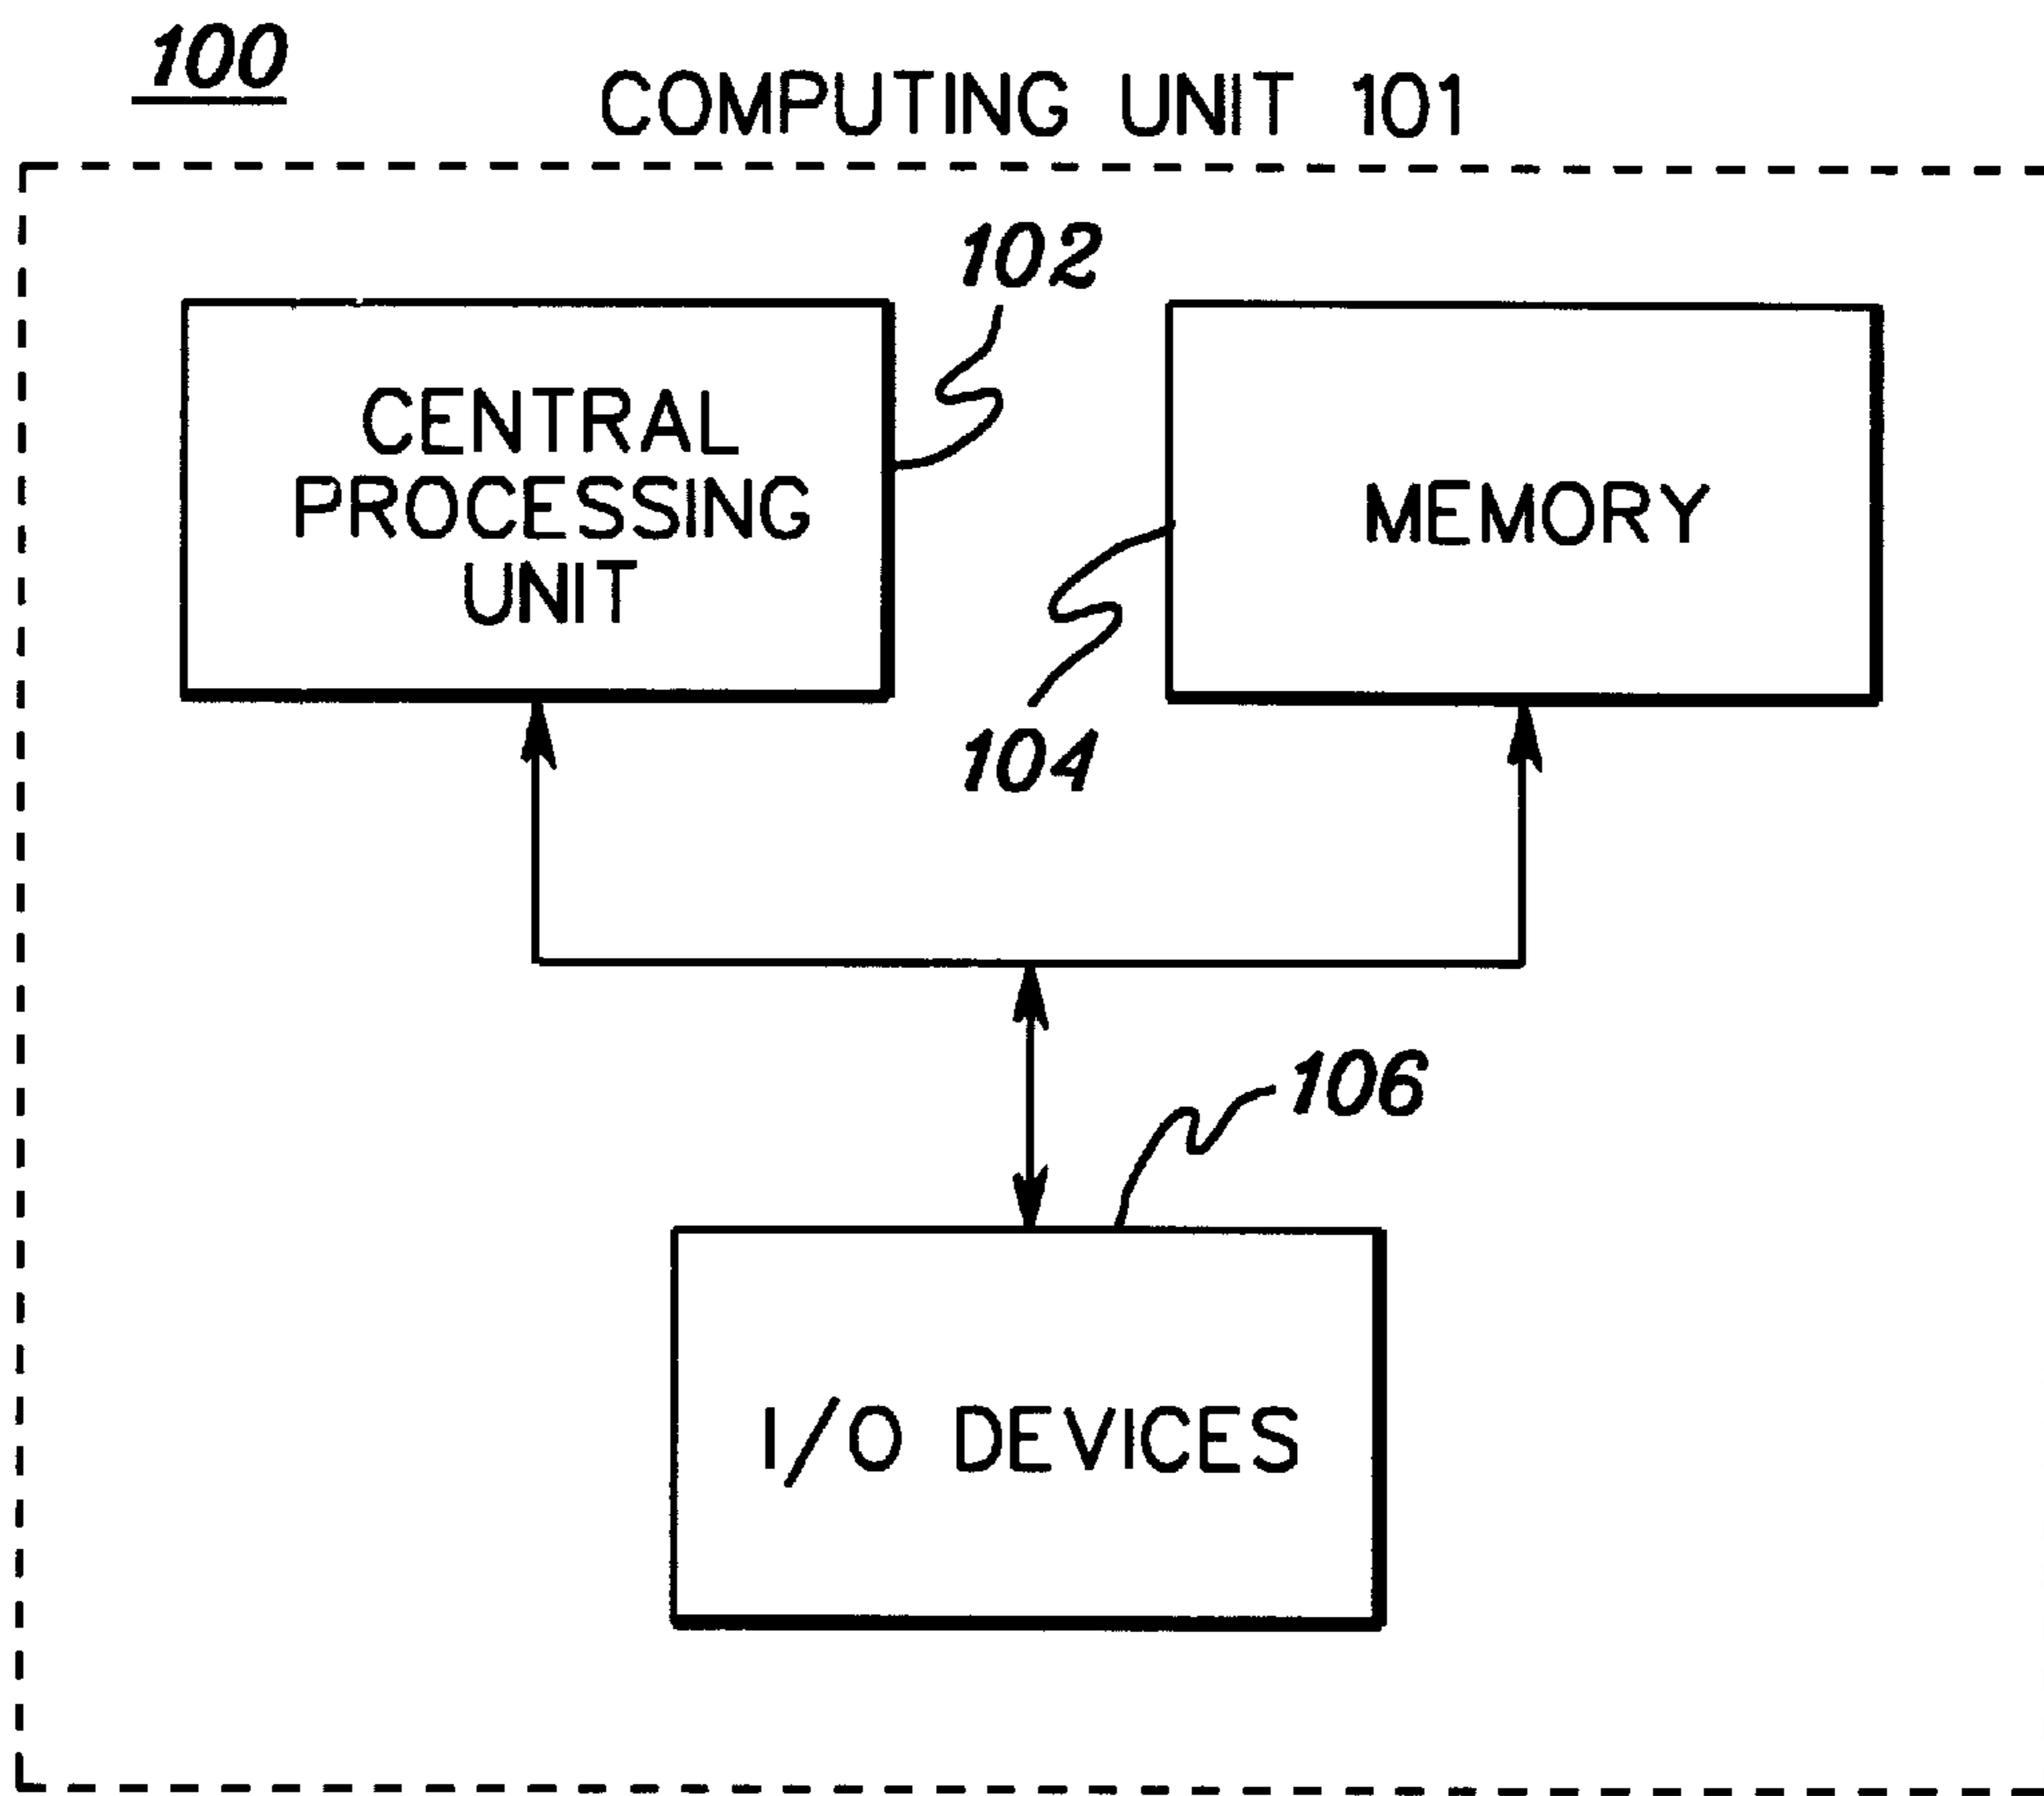 100
COMPUTING UNIT 101
102
CENTRAL
PROCESSING
UNIT
MEMORY
104
106
I/O DEVICES